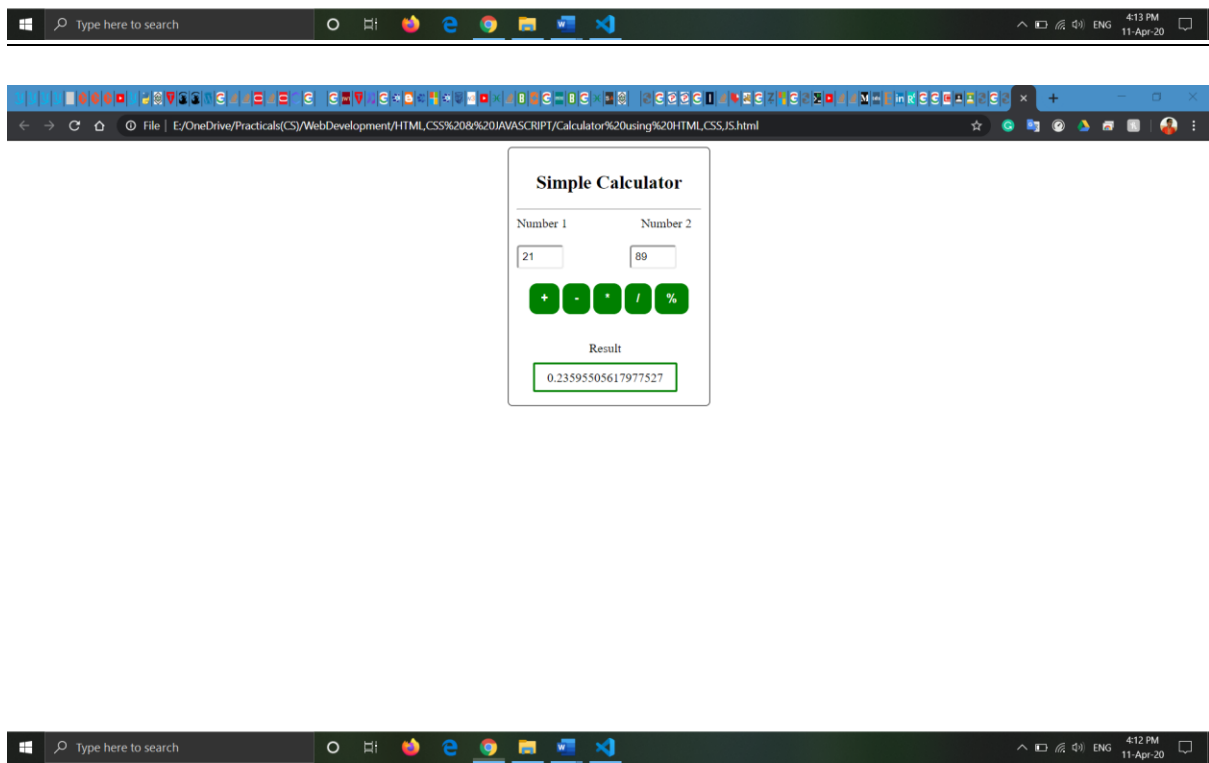 Type here to search ENG 4:13 PM
11-Apr-20
File | E:/OneDrive/Practicals(CS)/WebDevelopment/HTML,CSS%20&%20JAVASCRIPT/Calculator%20using%20HTML,CSS,JS.html
Simple Calculator
Number 1 Number 2
21 89
+ - * / %
Result
0.23595505617977527
Type here to search ENG 4:12 PM
11-Apr-20